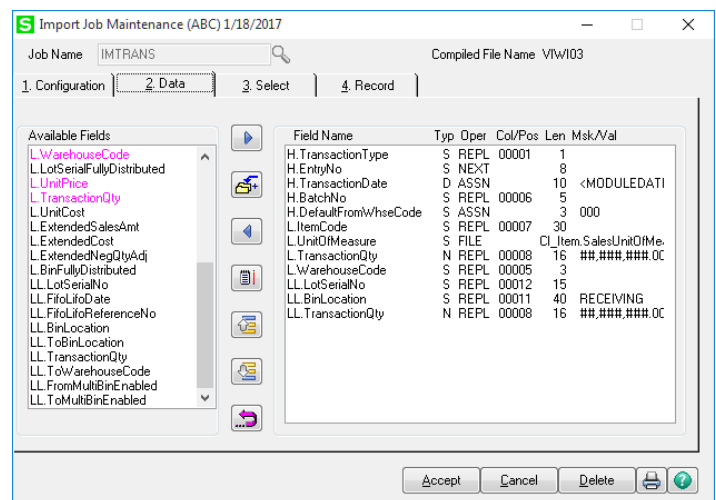 S Import Job Maintenance (ABC) 1/18/2017
Job Name IMTRANS Compiled File Name VIWI03
1. Configuration 2. Data 3. Select 4. Record
Available Fields
L.WarehouseCode
L.LotSerialFullyDistributed
L.UnitPrice
L.TransactionQty
L.UnitCost
L.ExtendedSalesAmt
L.ExtendedCost
L.ExtendedNegQtyAdj
L.BinFullyDistributed
LL.LotSerialNo
LL.FifoLifoDate
LL.FifoLifoReferenceNo
LL.BinLocation
LL.ToBinLocation
LL.TransactionQty
LL.ToWarehouseCode
LL.FromMultiBinEnabled
LL.ToMultiBinEnabled
Field Name Typ Oper Col/Pos Len Msk/Val
H.TransactionType S REPL 00001 1
H.EntryNo S NEXT 8
H.TransactionDate D ASSN 10 <MODULEDATI
H.BatchNo S REPL 00006 5
H.DefaultFromWhseCode S ASSN 3 000
L.ItemCode S REPL 00007 30
L.UnitOfMeasure S FILE CI_Item.SalesUnitOfMe
L.TransactionQty N REPL 00008 16 ##,###,###.00
L.WarehouseCode S REPL 00005 3
LL.LotSerialNo S REPL 00012 15
LL.BinLocation S REPL 00011 40 RECEIVING
LL.TransactionQty N REPL 00008 16 ##,###,###.00
Accept Cancel Delete